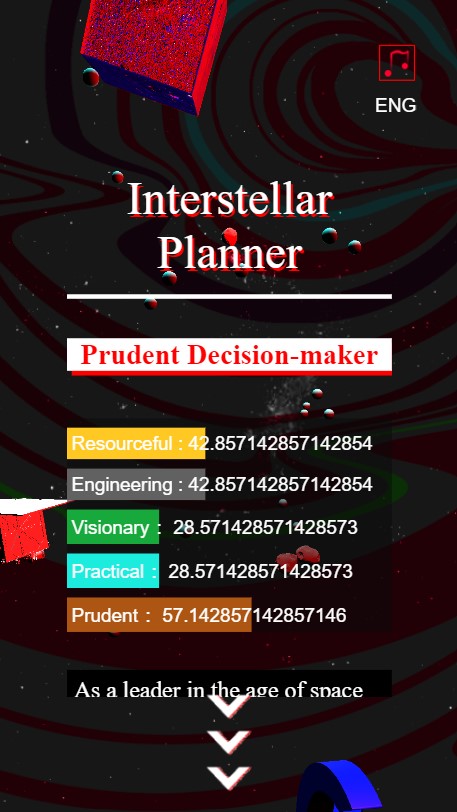 ENG
Interstellar
Planner
Prudent Decision-maker
Resourceful : 42.857142857142854
Engineering : 42.857142857142854
Visionary : 28.571428571428573
Practical : 28.571428571428573
Prudent : 57.142857142857146
As a leader in the age of space